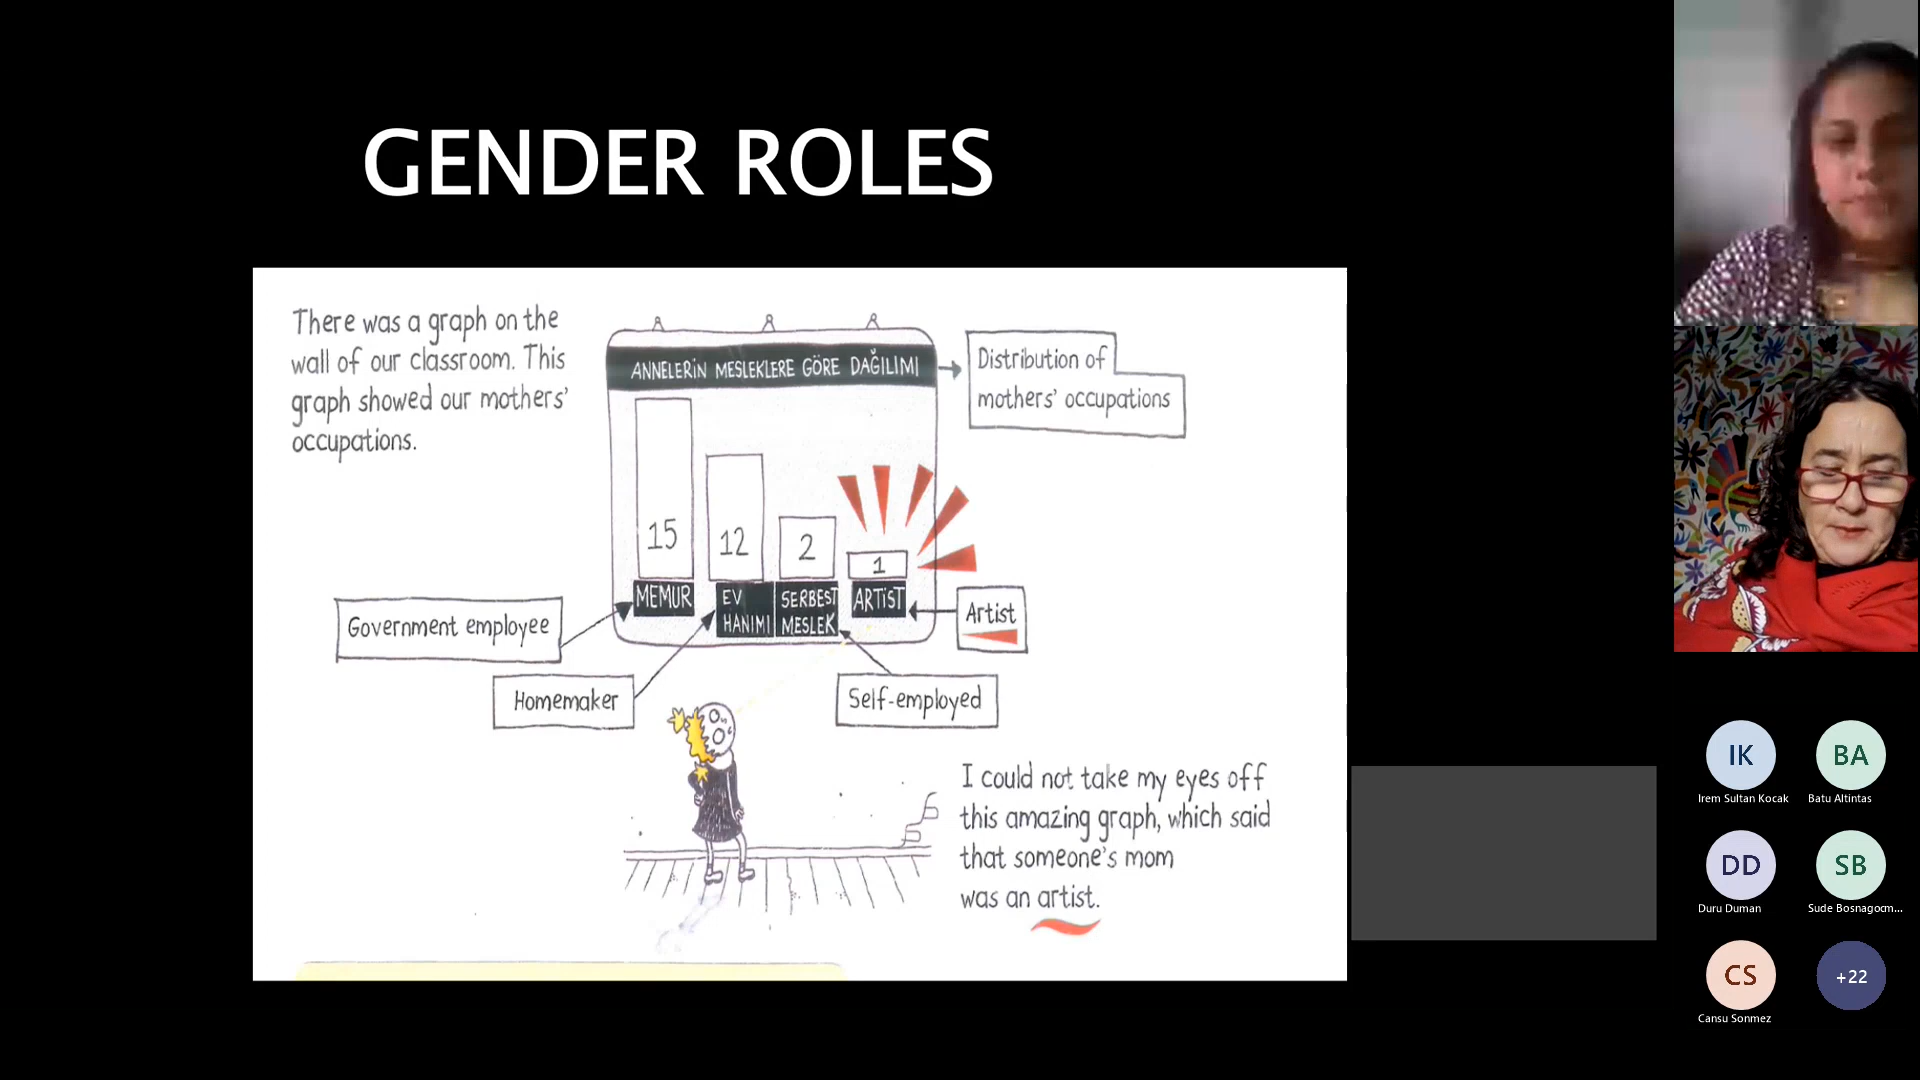 GENDER ROLES
There was a graph on the
wall of our classroom. This
graph showed our mothers'
occupations.
ANNELERİN MESLEKLERE GÖRE DAĞILIMI
Distribution of
mothers' occupations
15
12
2
1
MEMUR
EV
HANIMI
SERBEST
MESLEK
ARTİST
Government employee
Homemaker
Self-employed
Artist
I could not take my eyes off
this amazing graph, which said
that someone's mom
was an artist.
IK
Irem Sultan Kocak
BA
Batu Altintas
DD
Duru Duman
SB
Sude Bosnagocm...
CS
Cansu Sonmez
+22